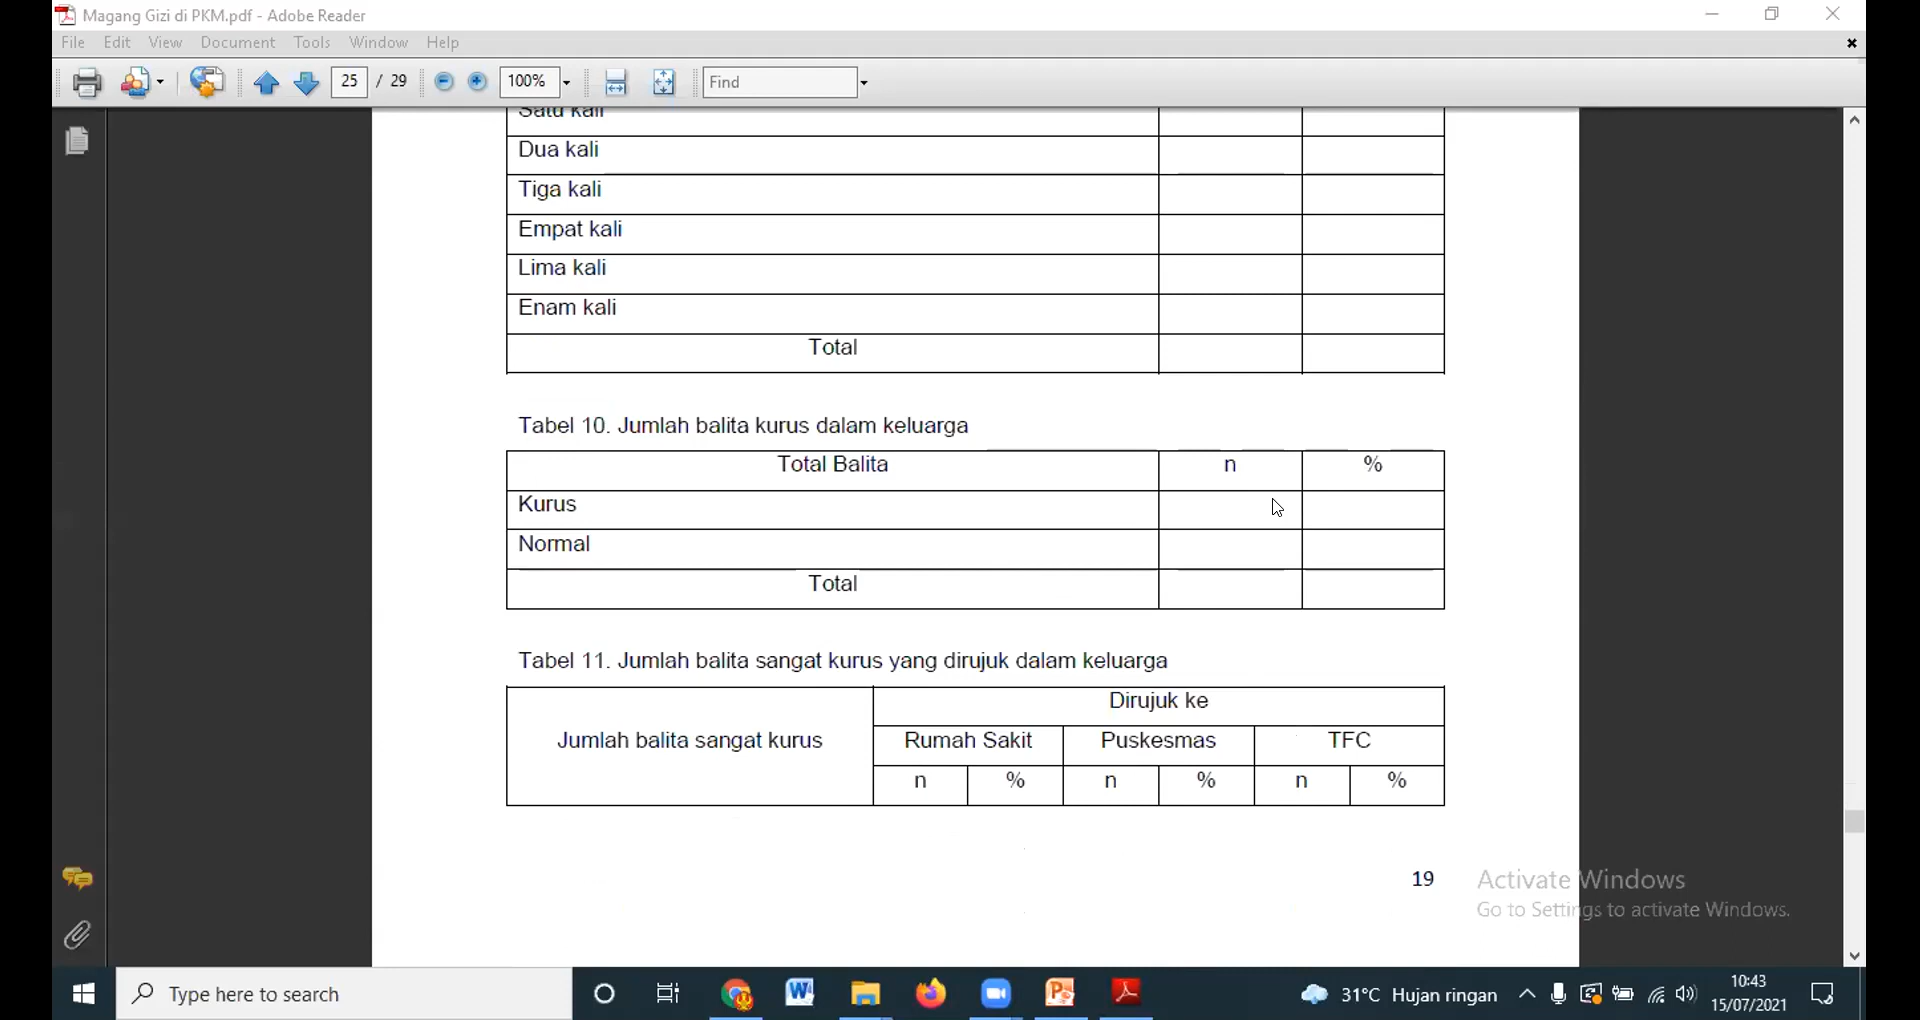 Magang Gizi di PKM.pdf - Adobe Reader
File Edit View Document Tools Window Help
25 / 29 100% Find
Satu kali
Dua kali
Tiga kali
Empat kali
Lima kali
Enam kali
Total
Tabel 10. Jumlah balita kurus dalam keluarga
Total Balita n %
Kurus
Normal
Total
Tabel 11. Jumlah balita sangat kurus yang dirujuk dalam keluarga
Dirujuk ke
Jumlah balita sangat kurus Rumah Sakit Puskesmas TFC
n % n % n %
19
Activate Windows
Go to Settings to activate Windows.
Type here to search
31°C Hujan ringan
10:43
15/07/2021